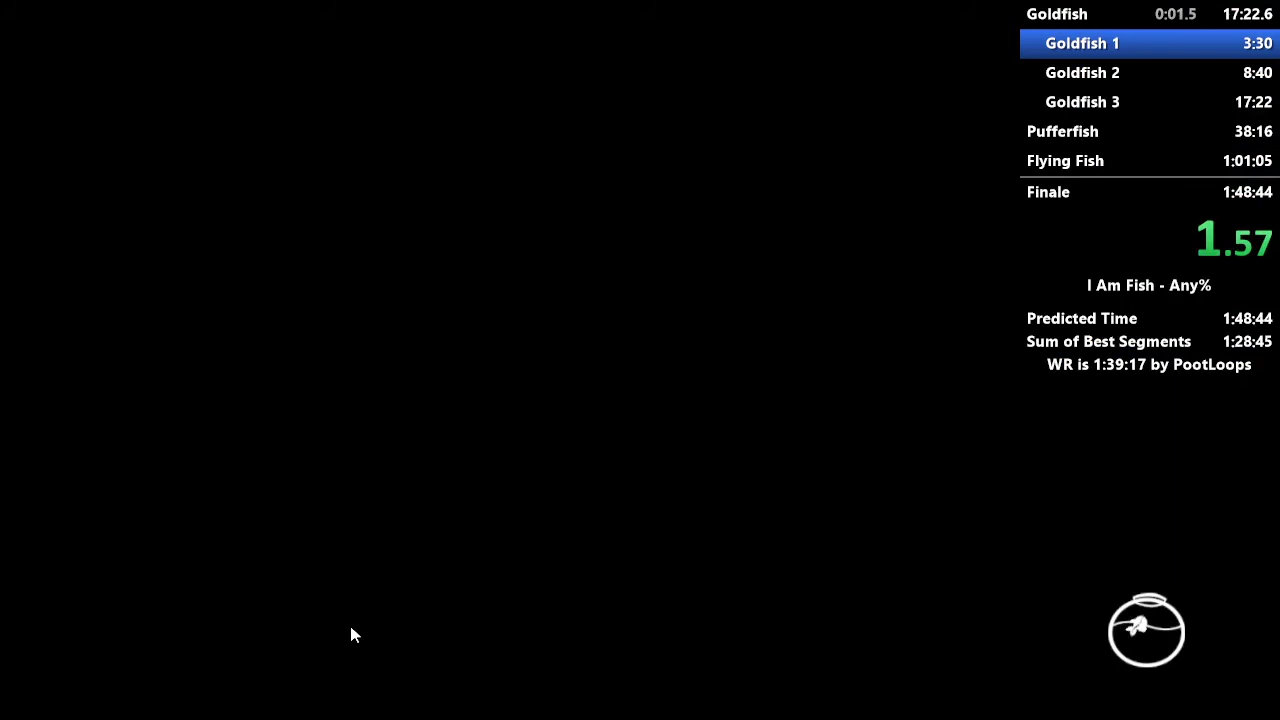 Goldfish 0:01.5 17:22.6
Goldfish 1 3:30
Goldfish 2 8:40
Goldfish 3 17:22
Pufferfish 38:16
Flying Fish 1:01:05
Finale 1:48:44
1.57
I Am Fish - Any%
Predicted Time 1:48:44
Sum of Best Segments 1:28:45
WR is 1:39:17 by PootLoops